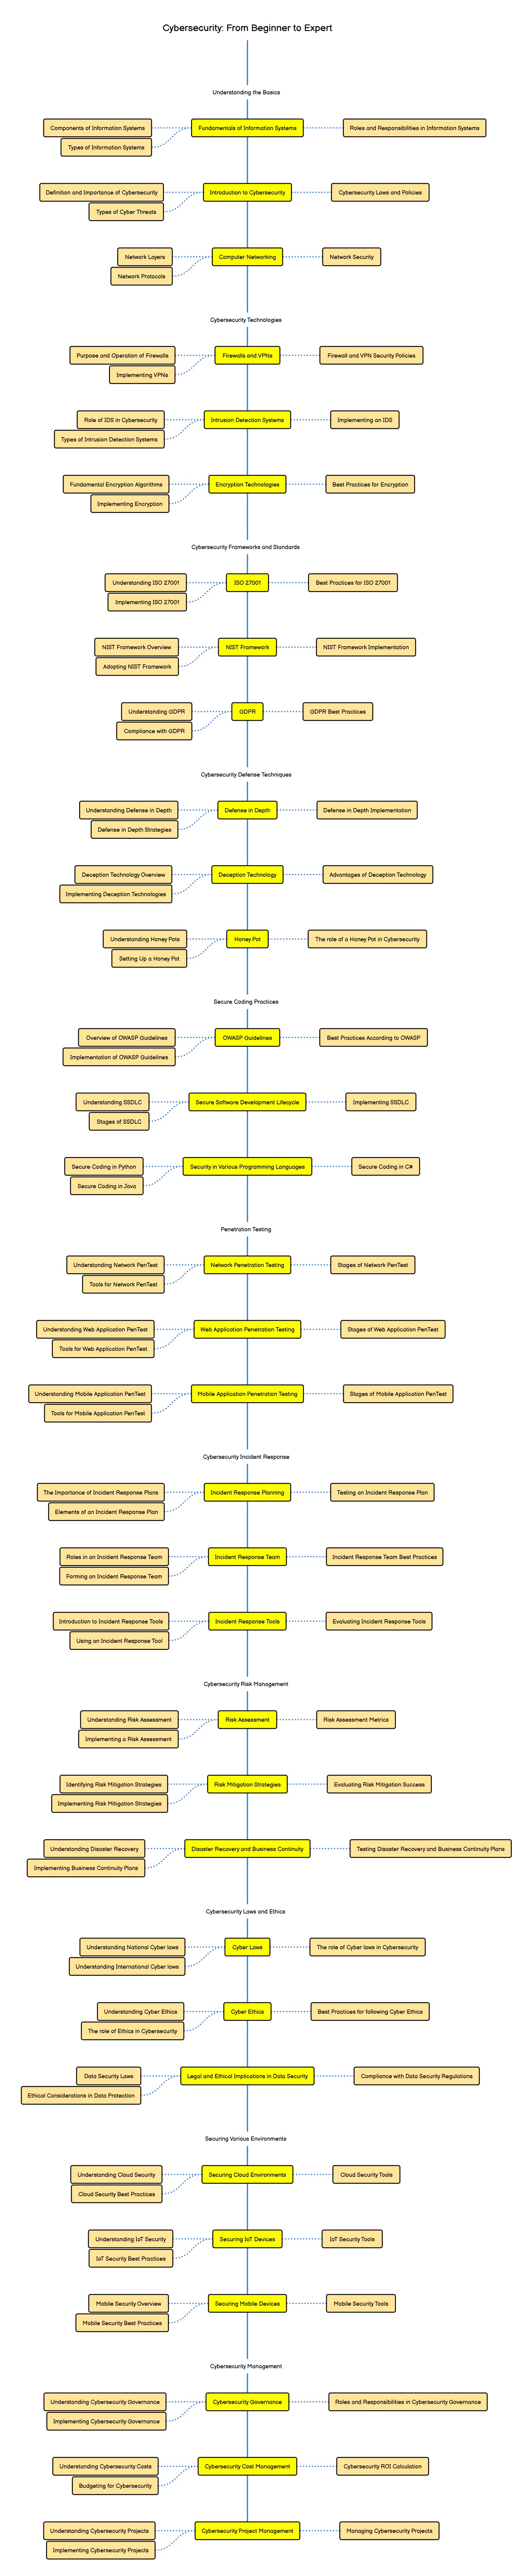 Cybersecurity: From Beginner to Expert
Understanding the Basics
Components of Information Systems
Fundamentals of Information Systems
Roles and Responsibilities in Information Systems
Types of Information Systems
Definition and Importance of Cybersecurity
Introduction to Cybersecurity
Cybersecurity Laws and Policies
Types of Cyber Threats
Network Layers
Computer Networking
Network Security
Network Protocols
Cybersecurity Technologies
Purpose and Operation of Firewalls
Firewalls and VPNs
Firewall and VPN Security Policies
Implementing VPNs
Role of IDS in Cybersecurity
Intrusion Detection Systems
Implementing an IDS
Types of Intrusion Detection Systems
Fundamental Encryption Algorithms
Encryption Technologies
Best Practices for Encryption
Implementing Encryption
Cybersecurity Frameworks and Standards
Understanding ISO 27001
ISO 27001
Best Practices for ISO 27001
Implementing ISO 27001
NIST Framework Overview
NIST Framework
NIST Framework Implementation
Adopting NIST Framework
Understanding GDPR
GDPR
GDPR Best Practices
Compliance with GDPR
Cybersecurity Defense Techniques
Understanding Defense in Depth
Defense in Depth
Defense in Depth Implementation
Defense in Depth Strategies
Deception Technology Overview
Deception Technology
Advantages of Deception Technology
Implementing Deception Technologies
Understanding Honey Pots
Honey Pot
The role of a Honey Pot in Cybersecurity
Setting Up a Honey Pot
Secure Coding Practices
Overview of OWASP Guidelines
OWASP Guidelines
Best Practices According to OWASP
Implementation of OWASP Guidelines
Understanding SSDLC
Secure Software Development Lifecycle
Implementing SSDLC
Stages of SSDLC
Secure Coding in Python
Security in Various Programming Languages
Secure Coding in C#
Secure Coding in Java
Penetration Testing
Understanding Network PenTest
Network Penetration Testing
Stages of Network PenTest
Tools for Network PenTest
Understanding Web Application PenTest
Web Application Penetration Testing
Stages of Web Application PenTest
Tools for Web Application PenTest
Understanding Mobile Application PenTest
Mobile Application Penetration Testing
Stages of Mobile Application PenTest
Tools for Mobile Application PenTest
Cybersecurity Incident Response
The Importance of Incident Response Plans
Incident Response Planning
Testing an Incident Response Plan
Elements of an Incident Response Plan
Roles in an Incident Response Team
Incident Response Team
Incident Response Team Best Practices
Forming an Incident Response Team
Introduction to Incident Response Tools
Incident Response Tools
Evaluating Incident Response Tools
Using an Incident Response Tool
Cybersecurity Risk Management
Understanding Risk Assessment
Risk Assessment
Risk Assessment Metrics
Implementing a Risk Assessment
Identifying Risk Mitigation Strategies
Risk Mitigation Strategies
Evaluating Risk Mitigation Success
Implementing Risk Mitigation Strategies
Understanding Disaster Recovery
Disaster Recovery and Business Continuity
Testing Disaster Recovery and Business Continuity Plans
Implementing Business Continuity Plans
Cybersecurity Laws and Ethics
Understanding National Cyber laws
Cyber Laws
The role of Cyber laws in Cybersecurity
Understanding International Cyber laws
Understanding Cyber Ethics
Cyber Ethics
Best Practices for following Cyber Ethics
The role of Ethics in Cybersecurity
Data Security Laws
Legal and Ethical Implications in Data Security
Compliance with Data Security Regulations
Ethical Considerations in Data Protection
Securing Various Environments
Understanding Cloud Security
Securing Cloud Environments
Cloud Security Tools
Cloud Security Best Practices
Understanding IoT Security
Securing IoT Devices
IoT Security Tools
IoT Security Best Practices
Mobile Security Overview
Securing Mobile Devices
Mobile Security Tools
Mobile Security Best Practices
Cybersecurity Management
Understanding Cybersecurity Governance
Cybersecurity Governance
Roles and Responsibilities in Cybersecurity Governance
Implementing Cybersecurity Governance
Understanding Cybersecurity Costs
Cybersecurity Cost Management
Cybersecurity ROI Calculation
Budgeting for Cybersecurity
Understanding Cybersecurity Projects
Cybersecurity Project Management
Managing Cybersecurity Projects
Implementing Cybersecurity Projects